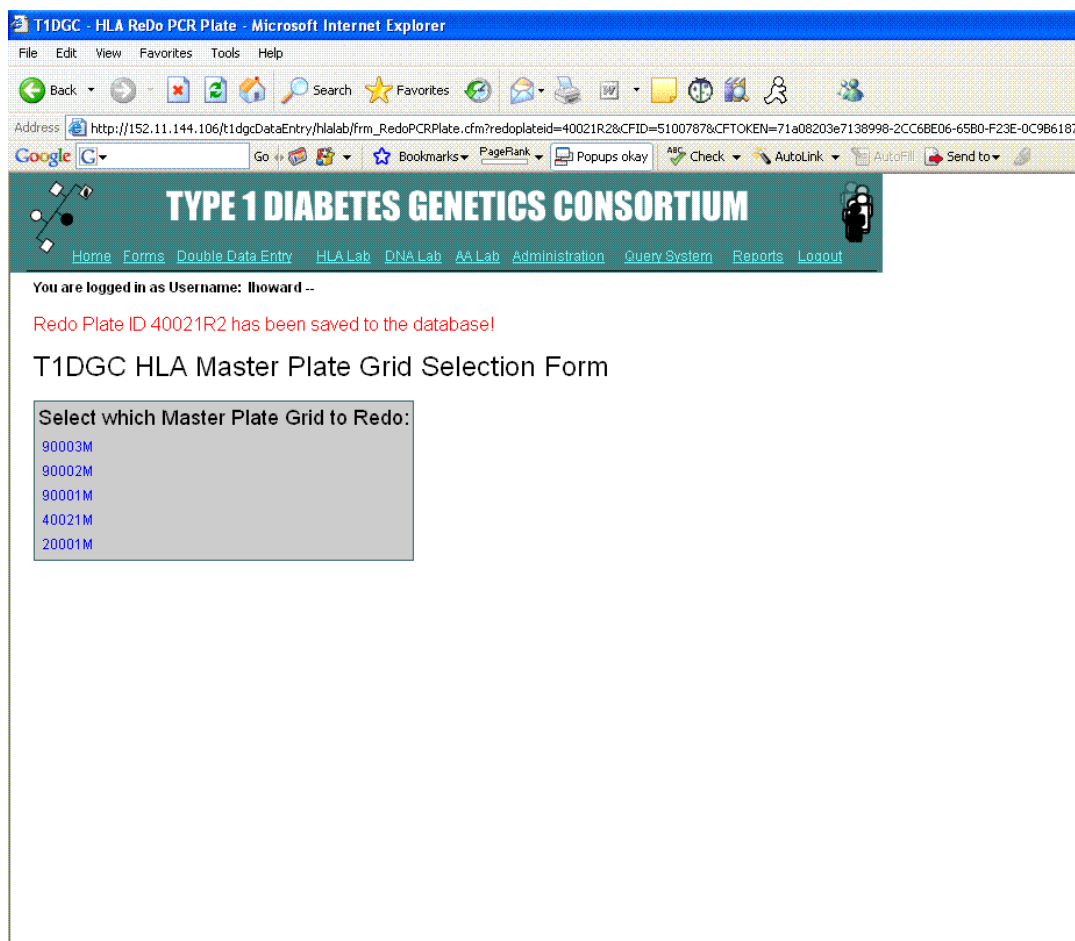 T1DGC - HLA ReDo PCR Plate - Microsoft Internet Explorer
File Edit View Favorites Tools Help
Back Search Favorites
Address http://152.11.144.106/t1dgcDataEntry/hlalab/frm_RedoPCRPlate.cfm?redoplateid=40021R2&CFID=5100787&CFTOKEN=71a08203e7138998-2CC6BE06-65B0-F23E-0C9B6187
Google G Go Bookmarks PageRank Popups okay ABC Check AutoLink AutoFill Send to
TYPE 1 DIABETES GENETICS CONSORTIUM
Home Forms Double Data Entry HLA Lab DNA Lab AA Lab Administration Query System Reports Logout
You are logged in as Username: lhoward --
Redo Plate ID 40021R2 has been saved to the database!
T1DGC HLA Master Plate Grid Selection Form
Select which Master Plate Grid to Redo:
90003M
90002M
90001M
40021M
20001M